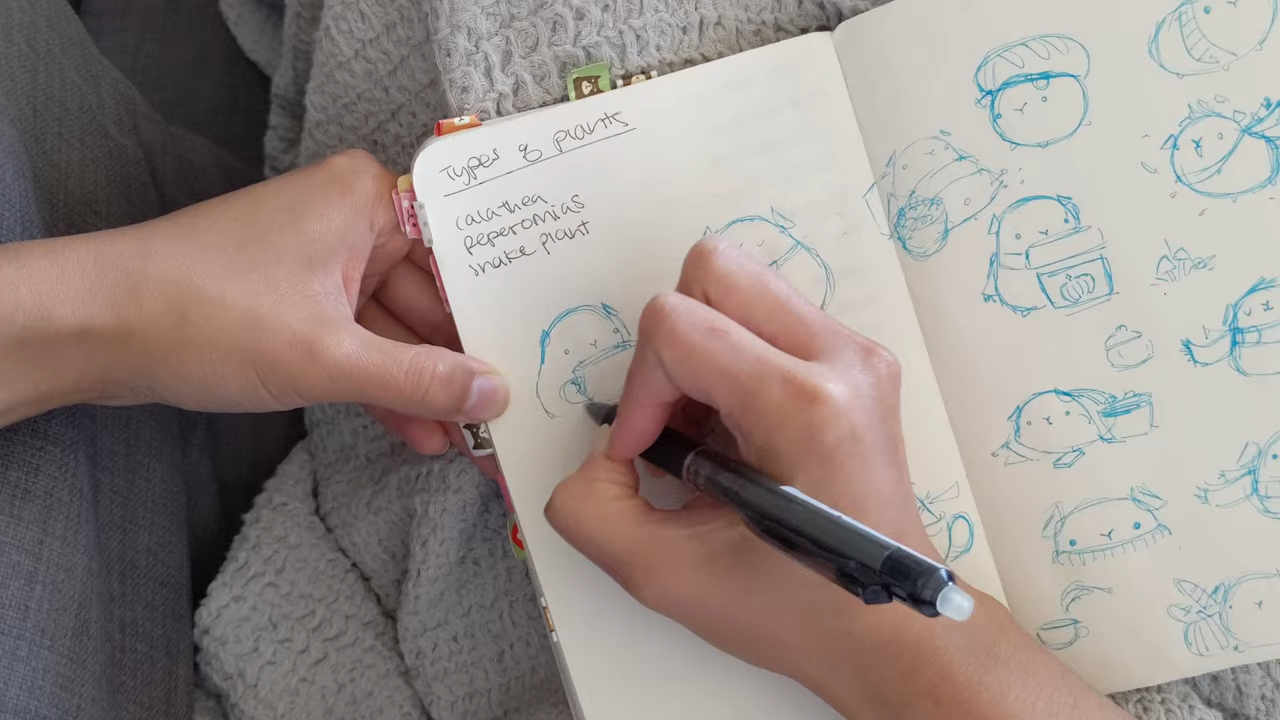 Types of plants
calathea
peperomias
snake plant